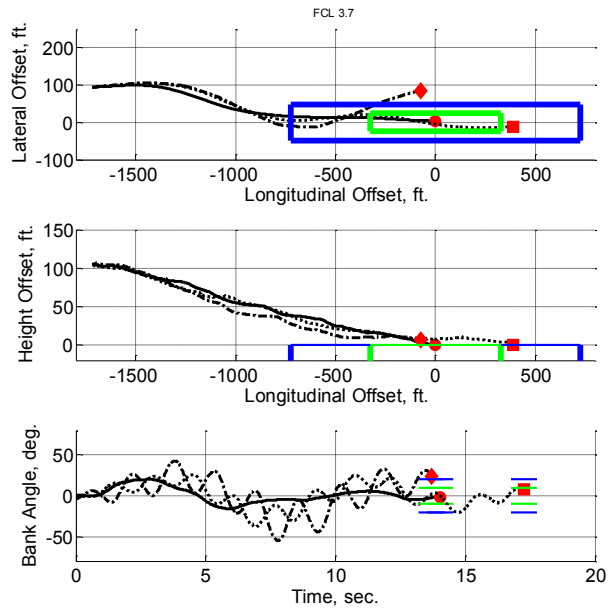 FCL 3.7
200
100
0
-100
Lateral Offset, ft.
-1500 -1000 -500 0 500
Longitudinal Offset, ft.
150
100
50
0
Height Offset, ft.
-1500 -1000 -500 0 500
Longitudinal Offset, ft.
50
0
-50
Bank Angle, deg.
0 5 10 15 20
Time, sec.